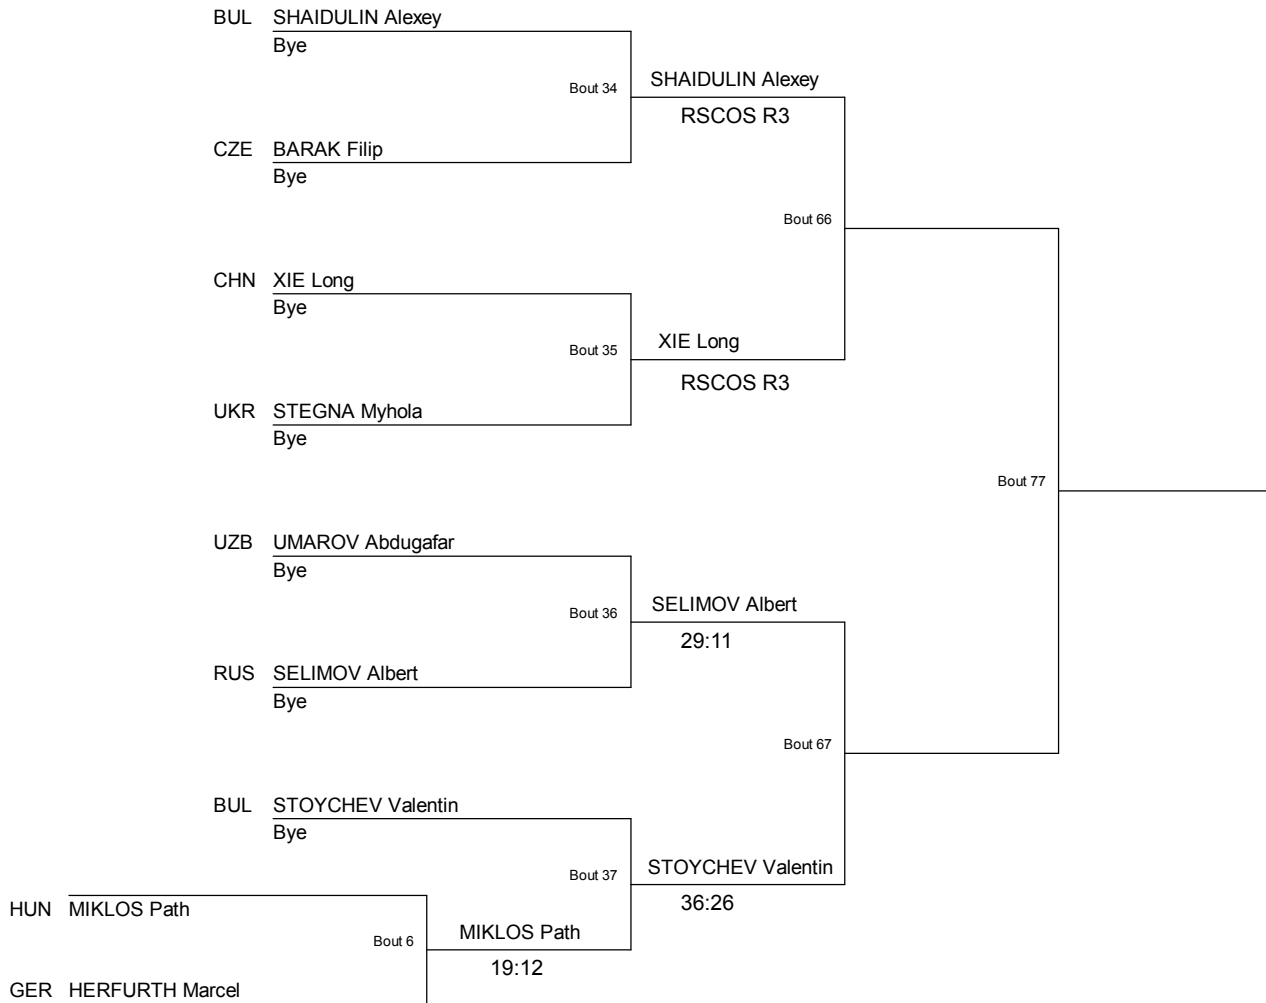 BUL SHAIDULIN Alexey
Bye
Bout 34
SHAIDULIN Alexey
RSCOS R3
CZE BARAK Filip
Bye
Bout 66
CHN XIE Long
Bye
Bout 35
XIE Long
RSCOS R3
UKR STEGNA Myhola
Bye
Bout 77
UZB UMAROV Abdugafar
Bye
Bout 36
SELIMOV Albert
29:11
RUS SELIMOV Albert
Bye
Bout 67
BUL STOYCHEV Valentin
Bye
Bout 37
STOYCHEV Valentin
36:26
HUN MIKLOS Path
Bout 6
MIKLOS Path
19:12
GER HERFURTH Marcel